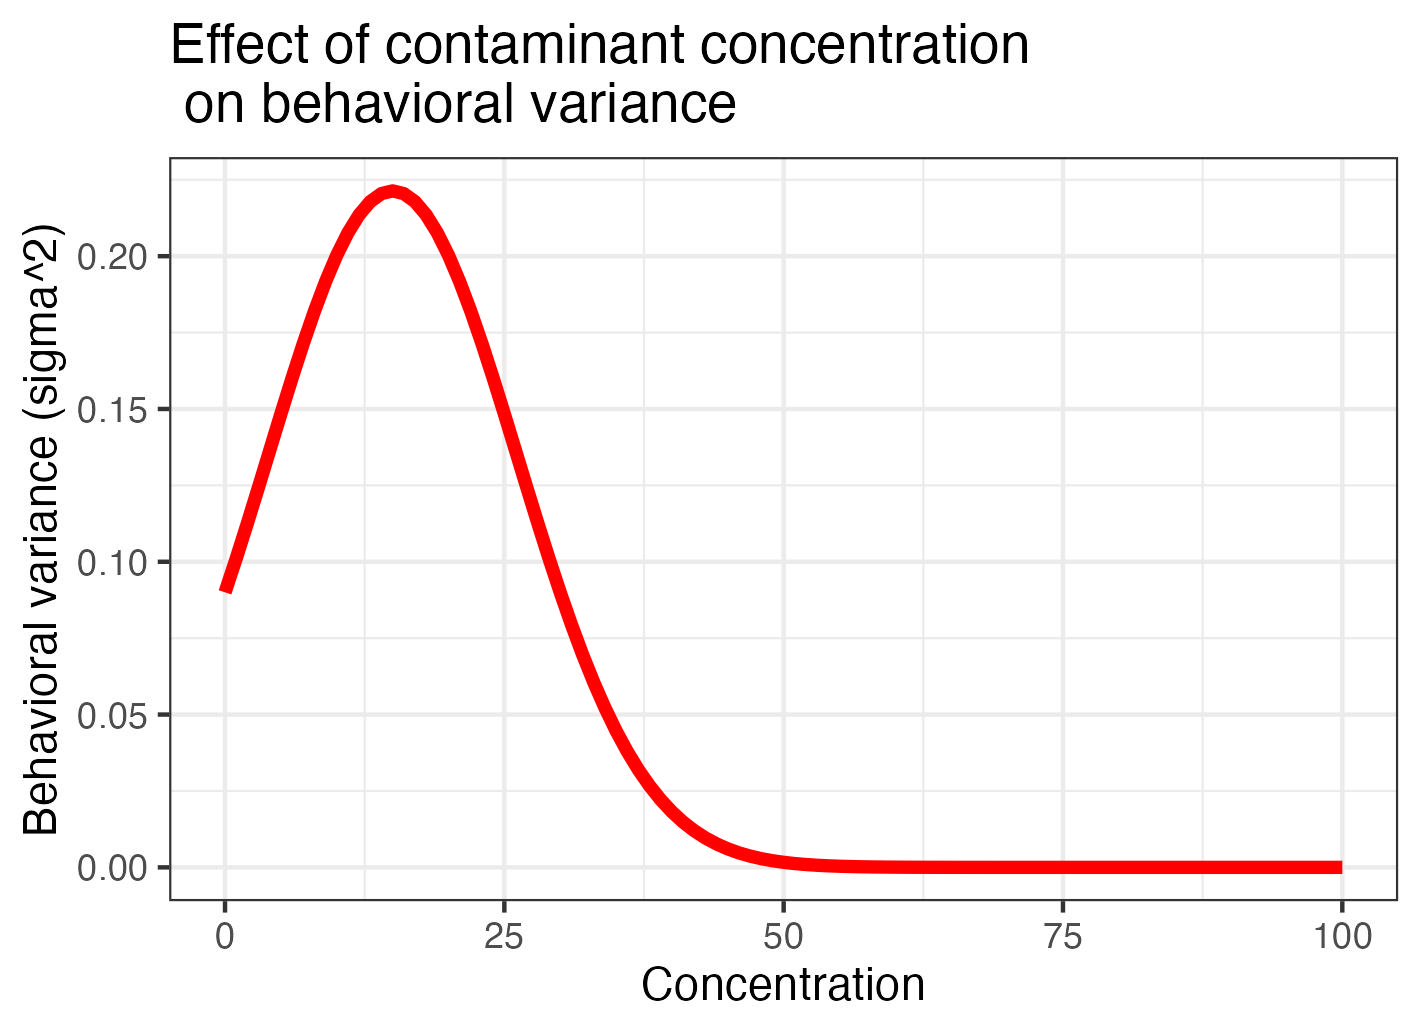 Effect of contaminant concentration
on behavioral variance
Behavioral variance (sigma^2)
0.20
0.15
0.10
0.05
0.00
0 25 50 75 100
Concentration